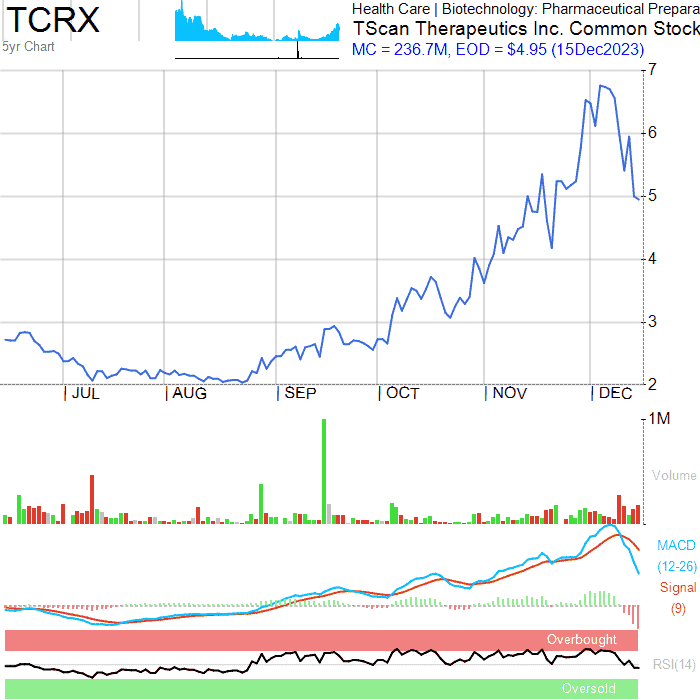 TCRX
5yr Chart
Health Care | Biotechnology: Pharmaceutical Prepara
TScan Therapeutics Inc. Common Stock
MC = 236.7M, EOD = $4.95 (15Dec2023)
7
6
5
4
3
2
JUL
AUG
SEP
OCT
NOV
DEC
1M
Volume
MACD
(12-26)
Signal
(9)
Overbought
RSI(14)
Oversold